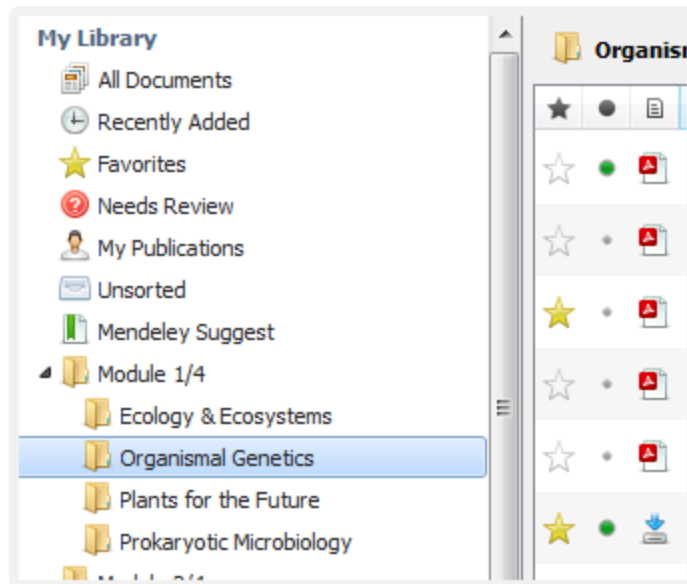 My Library
All Documents
Recently Added
Favorites
Needs Review
My Publications
Unsorted
Mendeley Suggest
Module 1/4
Ecology & Ecosystems
Organismal Genetics
Plants for the Future
Prokaryotic Microbiology
Organisr